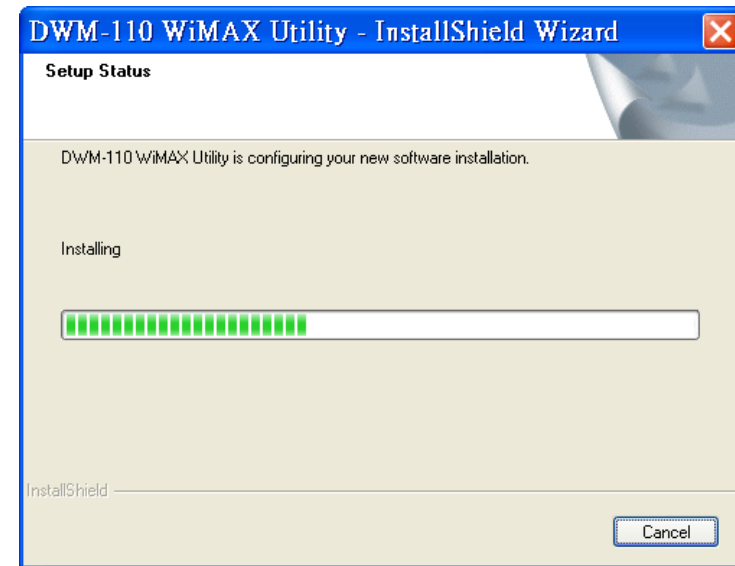 DWM-110 WiMAX Utility - InstallShield Wizard
Setup Status
DWM-110 WiMAX Utility is configuring your new software installation.
Installing
InstallShield
Cancel